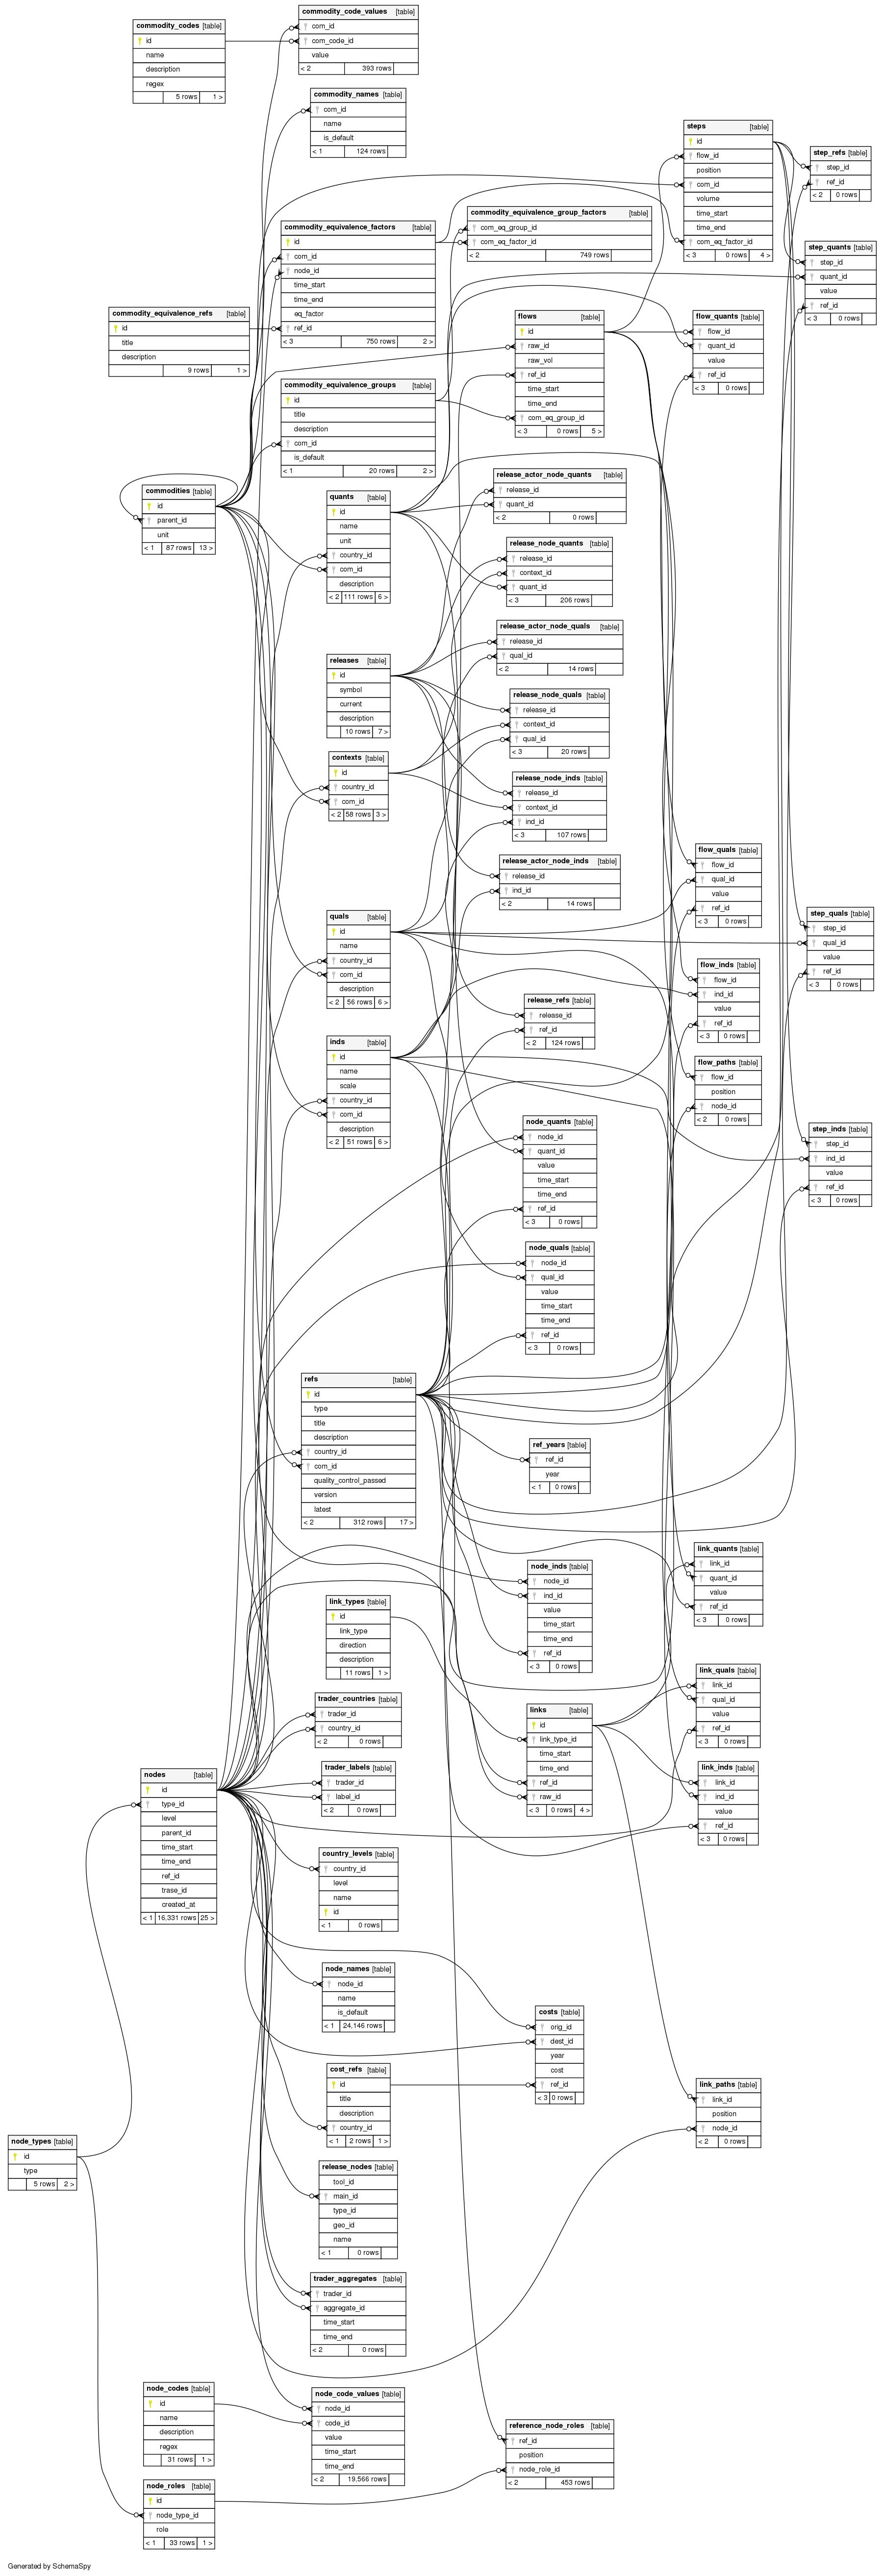 commodity_codes [table]
id
name
description
regex
5 rows 1 >
commodity_code_values [table]
com_id
com_code_id
value
< 2 393 rows
commodity_names [table]
com_id
name
is_default
< 1 124 rows
steps [table]
id
flow_id
position
com_id
volume
time_start
time_end
com_eq_factor_id
< 3 0 rows 4 >
step_refs [table]
step_id
ref_id
< 2 0 rows
commodity_equivalence_factors [table]
id
com_id
node_id
time_start
time_end
eq_factor
ref_id
< 3 750 rows 2 >
commodity_equivalence_group_factors [table]
com_eq_group_id
com_eq_factor_id
< 2 749 rows
step_quants [table]
step_id
quant_id
value
ref_id
< 3 0 rows
commodity_equivalence_refs [table]
id
title
description
9 rows 1 >
flows [table]
id
raw_id
raw_vol
ref_id
time_start
time_end
com_eq_group_id
< 3 0 rows 5 >
flow_quants [table]
flow_id
quant_id
value
ref_id
< 3 0 rows
commodity_equivalence_groups [table]
id
title
description
com_id
is_default
< 1 20 rows 2 >
commodities [table]
id
parent_id
unit
< 1 87 rows 13 >
quants [table]
id
name
unit
country_id
com_id
description
< 2 111 rows 6 >
release_actor_node_quants [table]
release_id
quant_id
< 2 0 rows
release_node_quants [table]
release_id
context_id
quant_id
< 3 206 rows
release_actor_node_quals [table]
release_id
qual_id
< 2 14 rows
releases [table]
id
symbol
current
description
10 rows 7 >
release_node_quals [table]
release_id
context_id
qual_id
< 3 20 rows
contexts [table]
id
country_id
com_id
< 2 58 rows 3 >
release_node_inds [table]
release_id
context_id
ind_id
< 3 107 rows
release_actor_node_inds [table]
release_id
ind_id
< 2 14 rows
flow_quals [table]
flow_id
qual_id
value
ref_id
< 3 0 rows
quals [table]
id
name
country_id
com_id
description
< 2 56 rows 6 >
step_quals [table]
step_id
qual_id
value
ref_id
< 3 0 rows
flow_inds [table]
flow_id
ind_id
value
ref_id
< 3 0 rows
release_refs [table]
release_id
ref_id
< 2 124 rows
inds [table]
id
name
scale
country_id
com_id
description
< 2 51 rows 6 >
flow_paths [table]
flow_id
position
node_id
< 2 0 rows
node_quants [table]
node_id
quant_id
value
time_start
time_end
ref_id
< 3 0 rows
step_inds [table]
step_id
ind_id
value
ref_id
< 3 0 rows
node_quals [table]
node_id
qual_id
value
time_start
time_end
ref_id
< 3 0 rows
refs [table]
id
type
title
description
country_id
com_id
quality_control_passed
version
latest
< 2 312 rows 17 >
ref_years [table]
ref_id
year
< 1 0 rows
link_quants [table]
link_id
quant_id
value
ref_id
< 3 0 rows
node_inds [table]
node_id
ind_id
value
time_start
time_end
ref_id
< 3 0 rows
link_types [table]
id
link_type
direction
description
11 rows 1 >
link_quals [table]
link_id
qual_id
value
ref_id
< 3 0 rows
trader_countries [table]
trader_id
country_id
< 2 0 rows
links [table]
id
link_type_id
time_start
time_end
ref_id
raw_id
< 3 0 rows 4 >
link_inds [table]
link_id
ind_id
value
ref_id
< 3 0 rows
trader_labels [table]
trader_id
label_id
< 2 0 rows
nodes [table]
id
type_id
level
parent_id
time_start
time_end
ref_id
trase_id
created_at
< 1 16,331 rows 25 >
country_levels [table]
country_id
level
name
id
< 1 0 rows
node_names [table]
node_id
name
is_default
< 1 24,146 rows
costs [table]
orig_id
dest_id
year
cost
ref_id
< 3 0 rows
cost_refs [table]
id
title
description
country_id
< 1 2 rows 1 >
link_paths [table]
link_id
position
node_id
< 2 0 rows
node_types [table]
id
type
5 rows 2 >
release_nodes [table]
tool_id
main_id
type_id
geo_id
name
< 1 0 rows
trader_aggregates [table]
trader_id
aggregate_id
time_start
time_end
< 2 0 rows
node_codes [table]
id
name
description
regex
31 rows 1 >
node_code_values [table]
node_id
code_id
value
time_start
time_end
< 2 19,566 rows
reference_node_roles [table]
ref_id
position
node_role_id
< 2 453 rows
node_roles [table]
id
node_type_id
role
< 1 33 rows 1 >
Generated by SchemaSpy